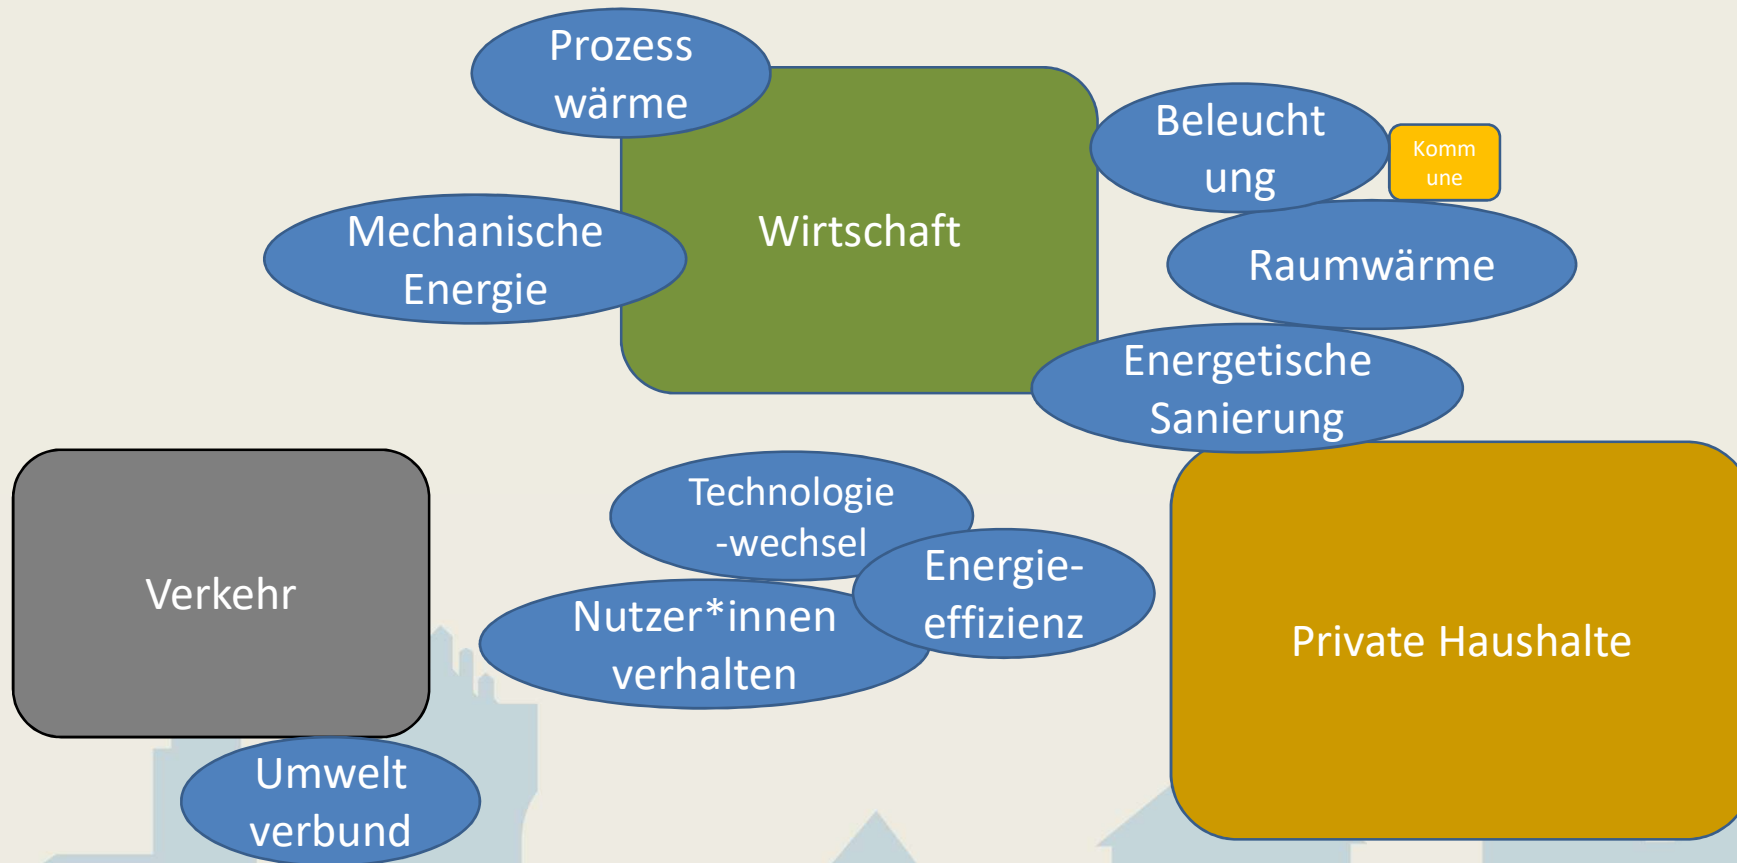 Prozess
wärme
Beleucht
ung
Komm
une
Mechanische
Energie
Wirtschaft
Raumwärme
Energetische
Sanierung
Verkehr
Technologie
-wechsel
Energie-
effizienz
Nutzer*innen
verhalten
Private Haushalte
Umwelt
verbund